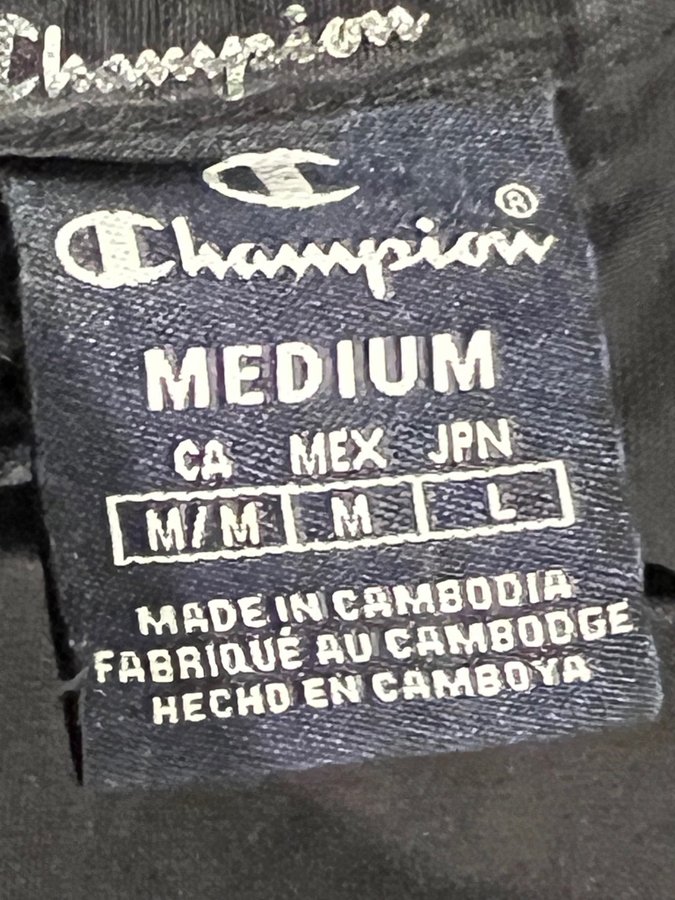 Champion
Champion®
MEDIUM
CA MEX JPN
M/M M L
MADE IN CAMBODIA
FABRIQUÉ AU CAMBODGE
HECHO EN CAMBOYA